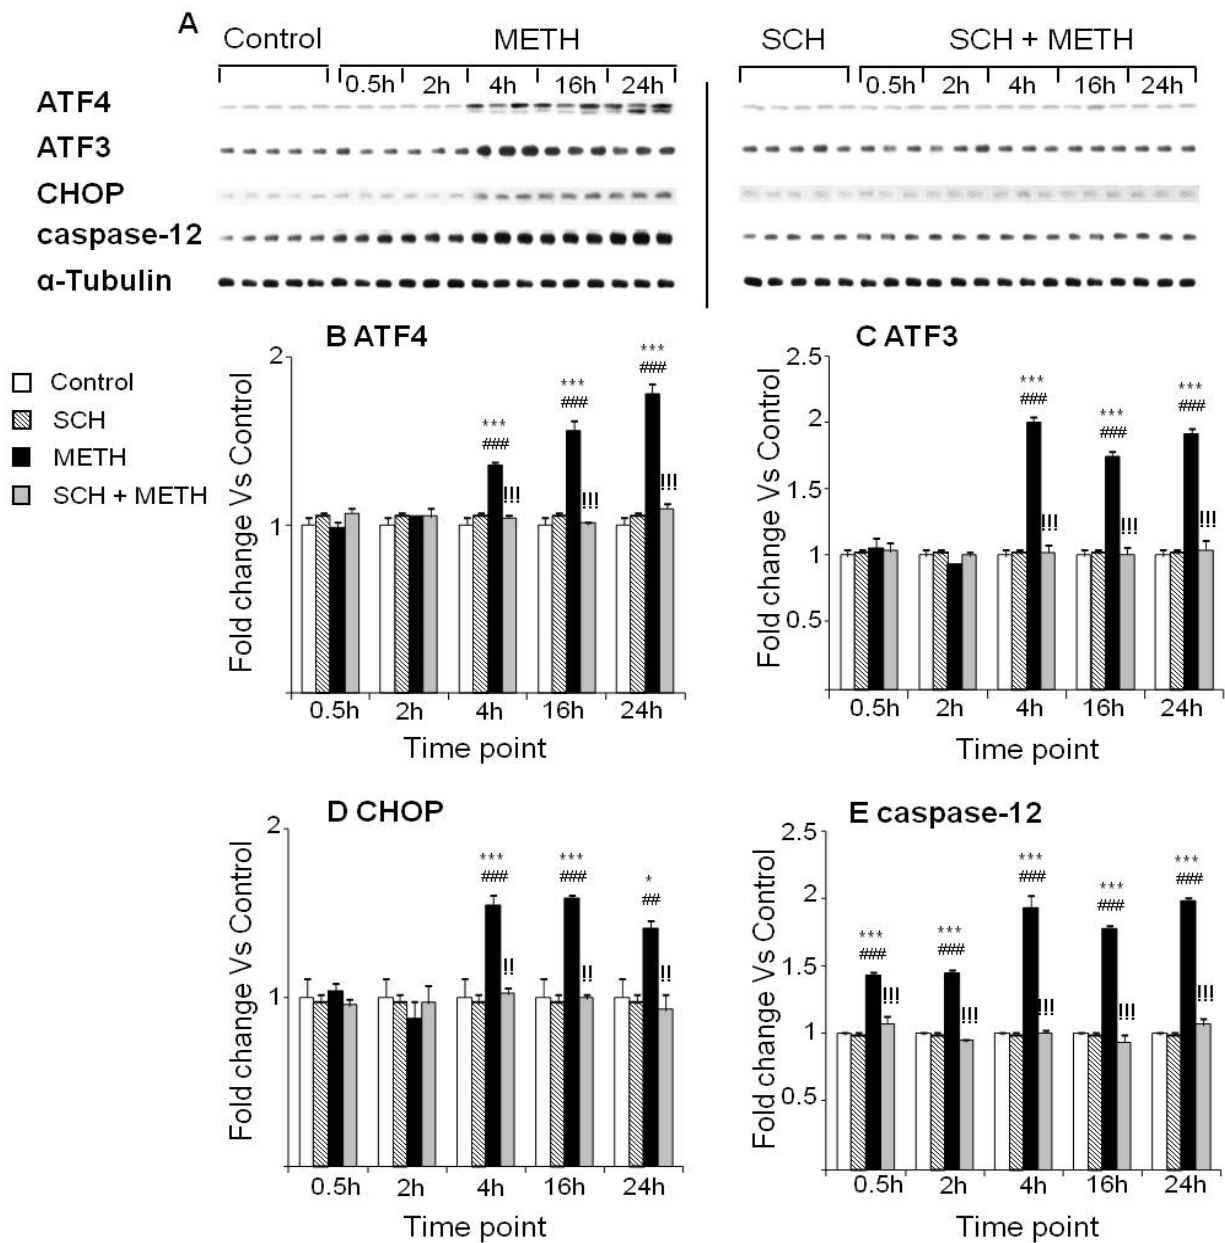 A
Control METH SCH SCH + METH
0.5h 2h 4h 16h 24h 0.5h 2h 4h 16h 24h
ATF4
ATF3
CHOP
caspase-12
α-Tubulin
Control
SCH
METH
SCH + METH
B ATF4
Fold change Vs Control
2
1
*** ### !!!
*** ### !!!
*** ### !!!
0.5h 2h 4h 16h 24h
Time point
C ATF3
Fold change Vs Control
2.5
2
1.5
1
0.5
*** ### !!!
*** ### !!!
*** ### !!!
0.5h 2h 4h 16h 24h
Time point
D CHOP
Fold change Vs Control
2
1
*** ### !!
*** ### !!
* ## !!
0.5h 2h 4h 16h 24h
Time point
E caspase-12
Fold change Vs Control
2.5
2
1.5
1
0.5
*** ### !!!
*** ### !!!
*** ### !!!
*** ### !!!
*** ### !!!
0.5h 2h 4h 16h 24h
Time point